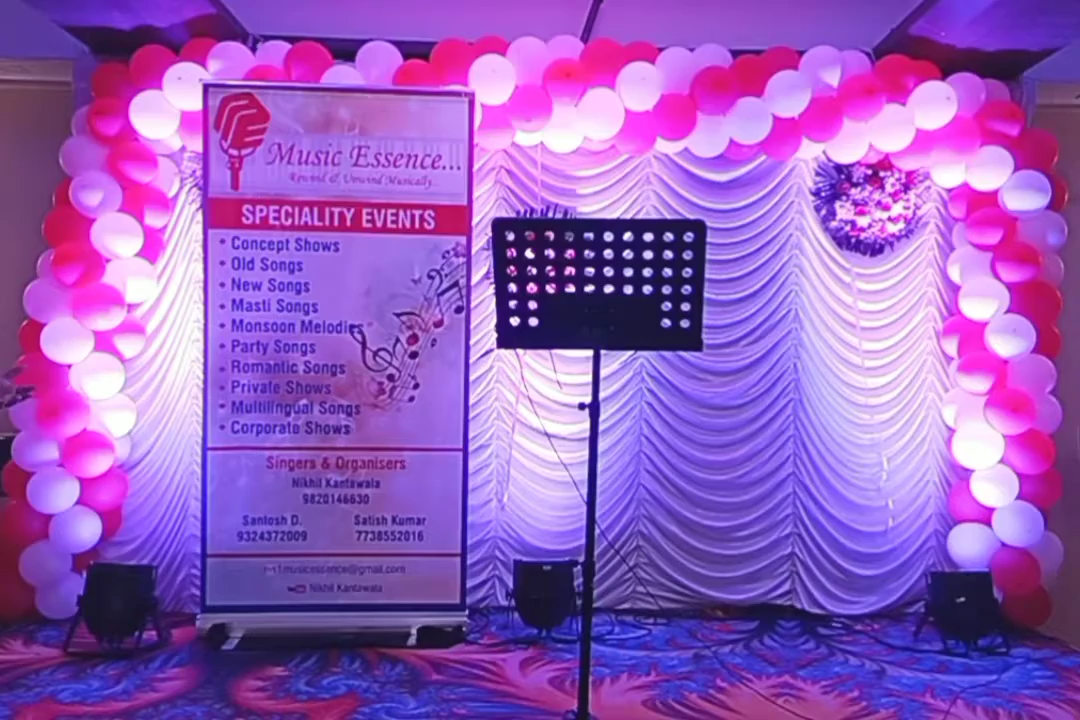 Music Essence...
Rewind & Unwind Musically...
SPECIALITY EVENTS
• Concept Shows
• Old Songs
• New Songs
• Masti Songs
• Monsoon Melodies
• Party Songs
• Romantic Songs
• Private Shows
• Multilingual Songs
• Corporate Shows
Singers & Organisers
Nikhil Kantawala
9820146630
Santosh D. Satish Kumar
9324372009 7738552016
Nikhil Kantawala